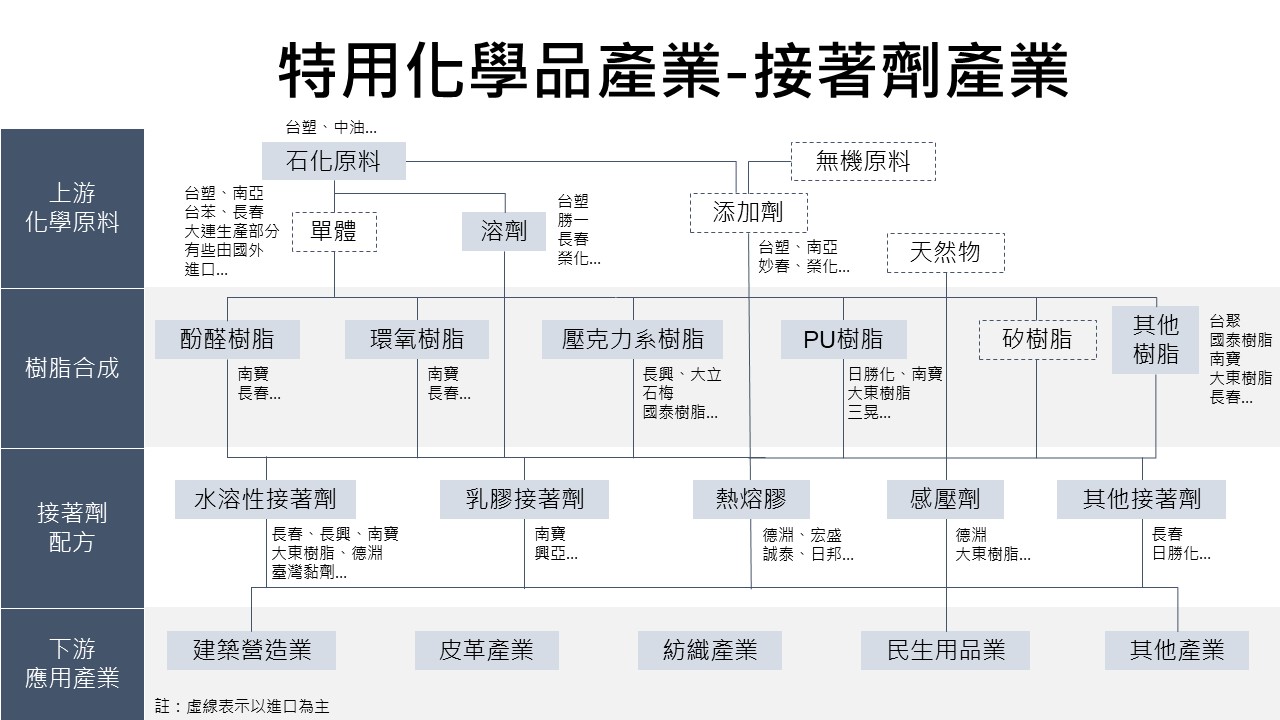 特用化學品產業-接著劑產業
上游
化學原料
台塑、中油...
石化原料
無機原料
台塑、南亞
台苯、長春
大連生產部分
有些由國外
進口...
單體
溶劑
台塑
勝一
長春
榮化...
添加劑
台塑、南亞
妙春、榮化...
天然物
樹脂合成
酚醛樹脂
南寶
長春...
環氧樹脂
南寶
長春...
壓克力系樹脂
長興、大立
石梅
國泰樹脂...
PU樹脂
日勝化、南寶
大東樹脂
三晃...
矽樹脂
其他
樹脂
台聚
國泰樹脂
南寶
大東樹脂
長春...
接著劑
配方
水溶性接著劑
長春、長興、南寶
大東樹脂、德淵
臺灣黏劑...
乳膠接著劑
南寶
興亞...
熱熔膠
德淵、宏盛
誠泰、日邦...
感壓劑
德淵
大東樹脂...
其他接著劑
長春
日勝化...
下游
應用產業
建築營造業
皮革產業
紡織產業
民生用品業
其他產業
註：虛線表示以進口為主